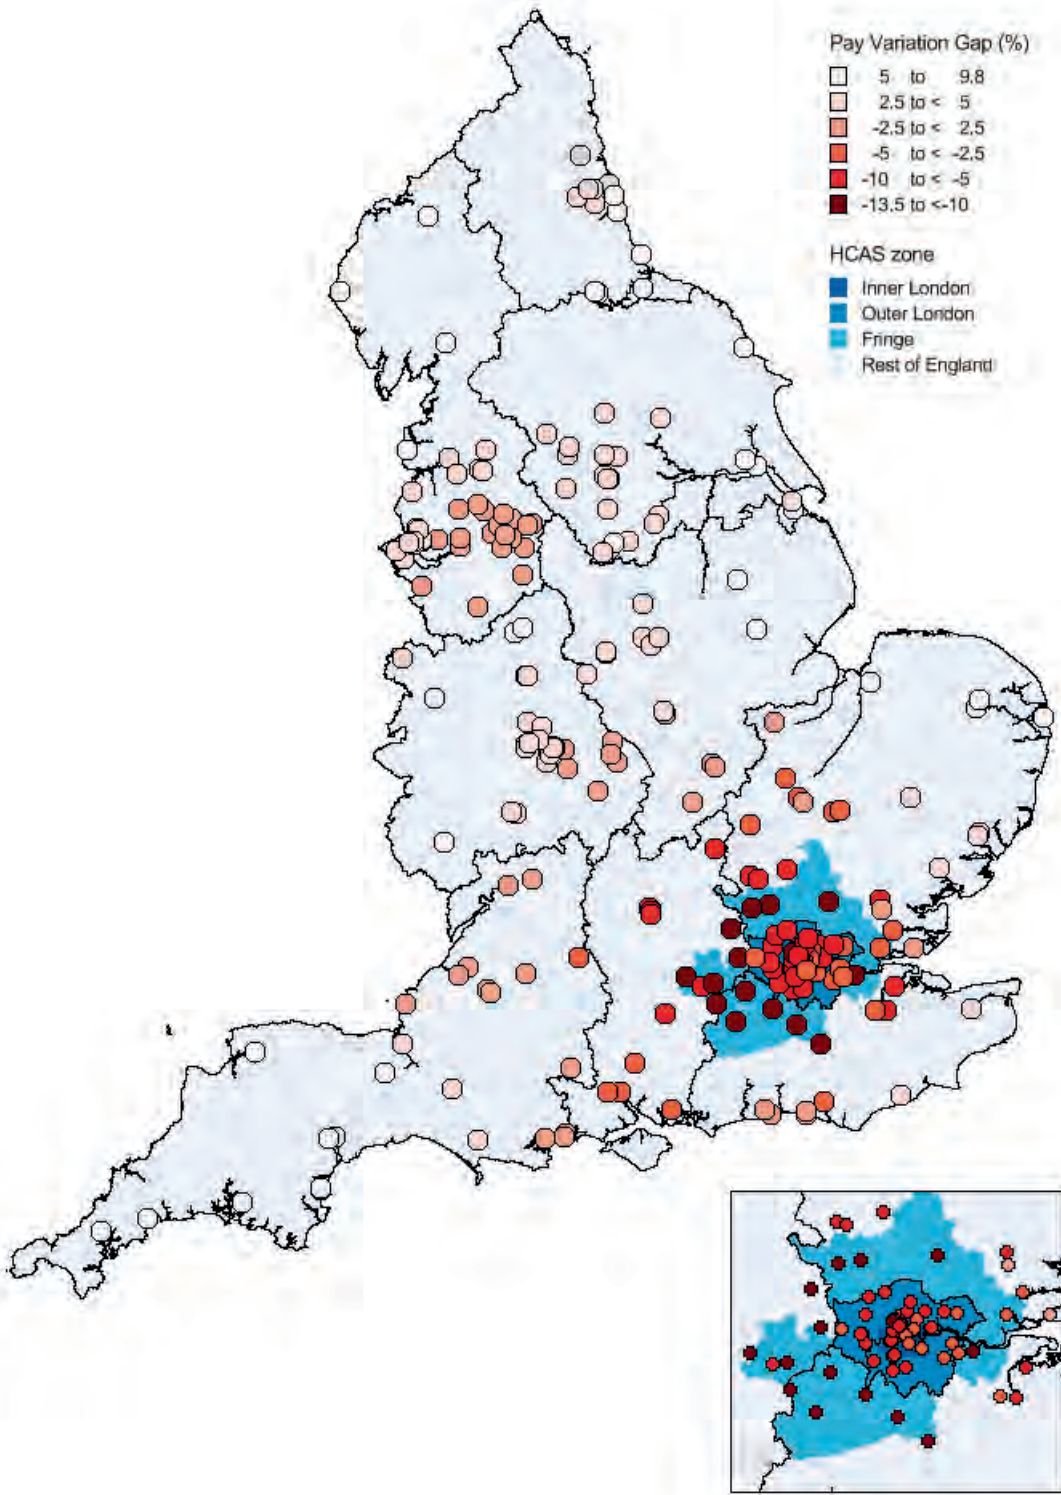 Pay Variation Gap (%)
5 to 9.8
2.5 to < 5
-2.5 to < 2.5
-5 to < -2.5
-10 to < -5
-13.5 to <-10
HCAS zone
Inner London
Outer London
Fringe
Rest of England